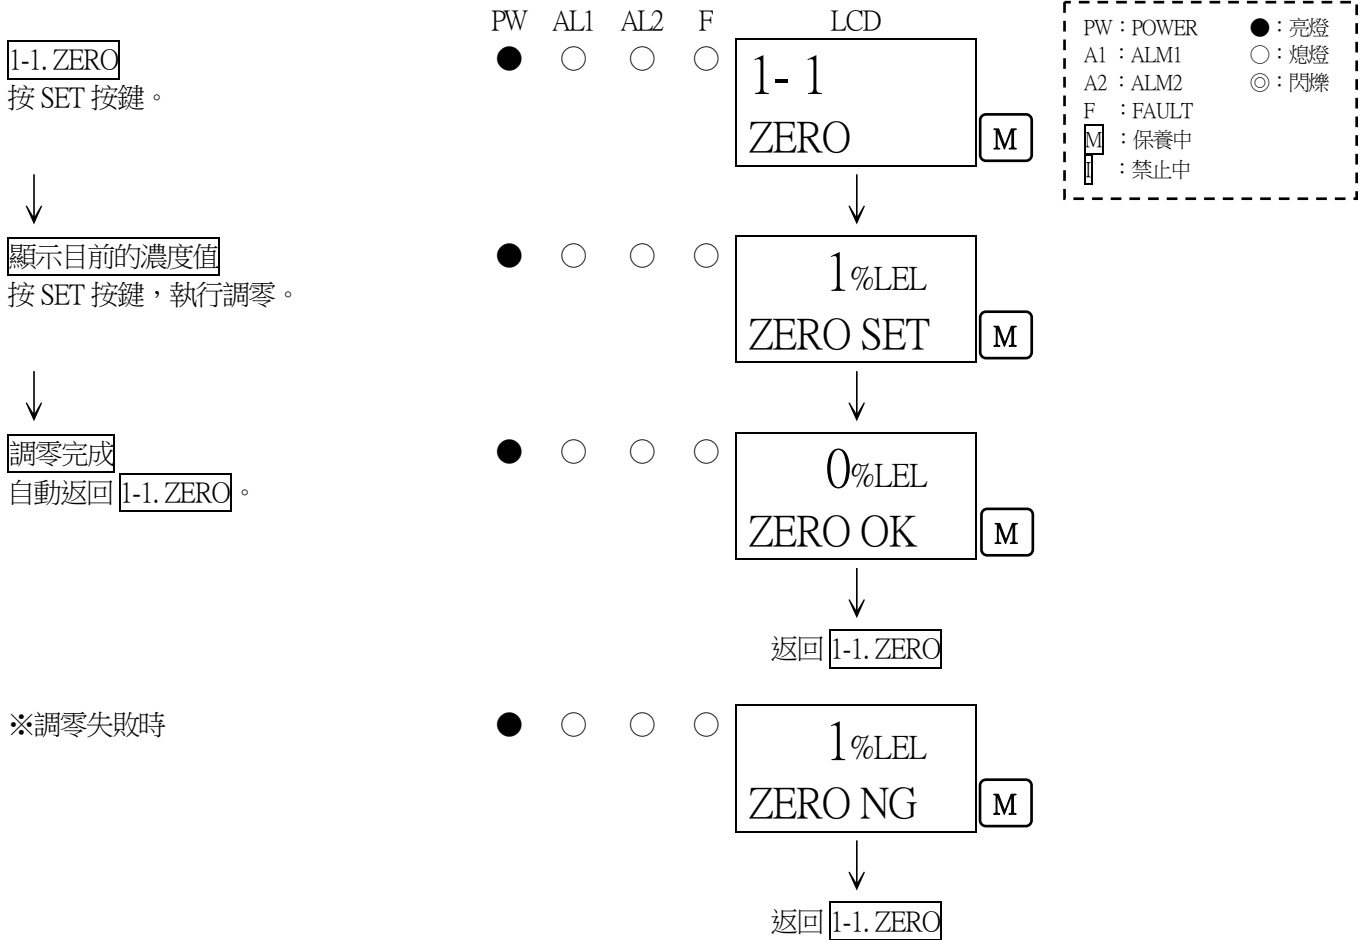 PW AL1 AL2 F LCD
1-1. ZERO
按 SET 按鍵。
● ○ ○ ○
1- 1
ZERO
M
PW：POWER ●：亮燈
A1：ALM1 ○：熄燈
A2：ALM2 ◎：閃爍
F：FAULT
M：保養中
I：禁止中
顯示目前的濃度值
按 SET 按鍵，執行調零。
● ○ ○ ○
1%LEL
ZERO SET
M
調零完成
自動返回 1-1. ZERO。
● ○ ○ ○
0%LEL
ZERO OK
M
返回 1-1. ZERO
※調零失敗時
● ○ ○ ○
1%LEL
ZERO NG
M
返回 1-1. ZERO